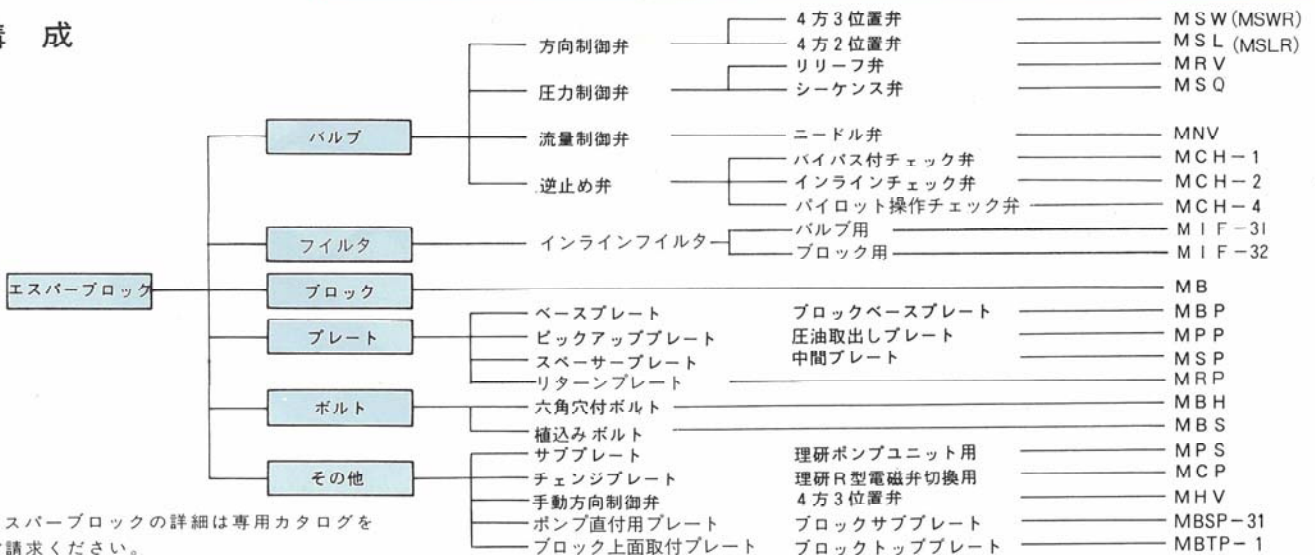 構 成
4方3位置弁 MSW (MSWR)
方向制御弁 4方2位置弁 MSL (MSLR)
リリーフ弁 MRV
圧力制御弁 シーケンス弁 MSQ
バルブ 流量制御弁 ニードル弁 MNV
バイパス付チェック弁 MCH-1
逆止め弁 インラインチェック弁 MCH-2
パイロット操作チェック弁 MCH-4
バルブ用 MIF-31
フイルタ インラインフイルタ
ブロック用 MIF-32
エスパーブロック ブロック MB
ベースプレート ブロックベースプレート MBP
プレート ピックアッププレート 圧油取出しプレート MPP
スペーサープレート 中間プレート MSP
リターンプレート MRP
ボルト 六角穴付ボルト MBH
植込みボルト MBS
サブプレート 理研ポンプユニット用 MPS
その他 チェンジプレート 理研R型電磁弁切換用 MCP
手動方向制御弁 4方3位置弁 MHV
ポンプ直付用プレート ブロックサブプレート MBSP-31
ブロック上面取付プレート ブロックトッププレート MBTP-1
スパーブロックの詳細は専用カタログを
請求ください。